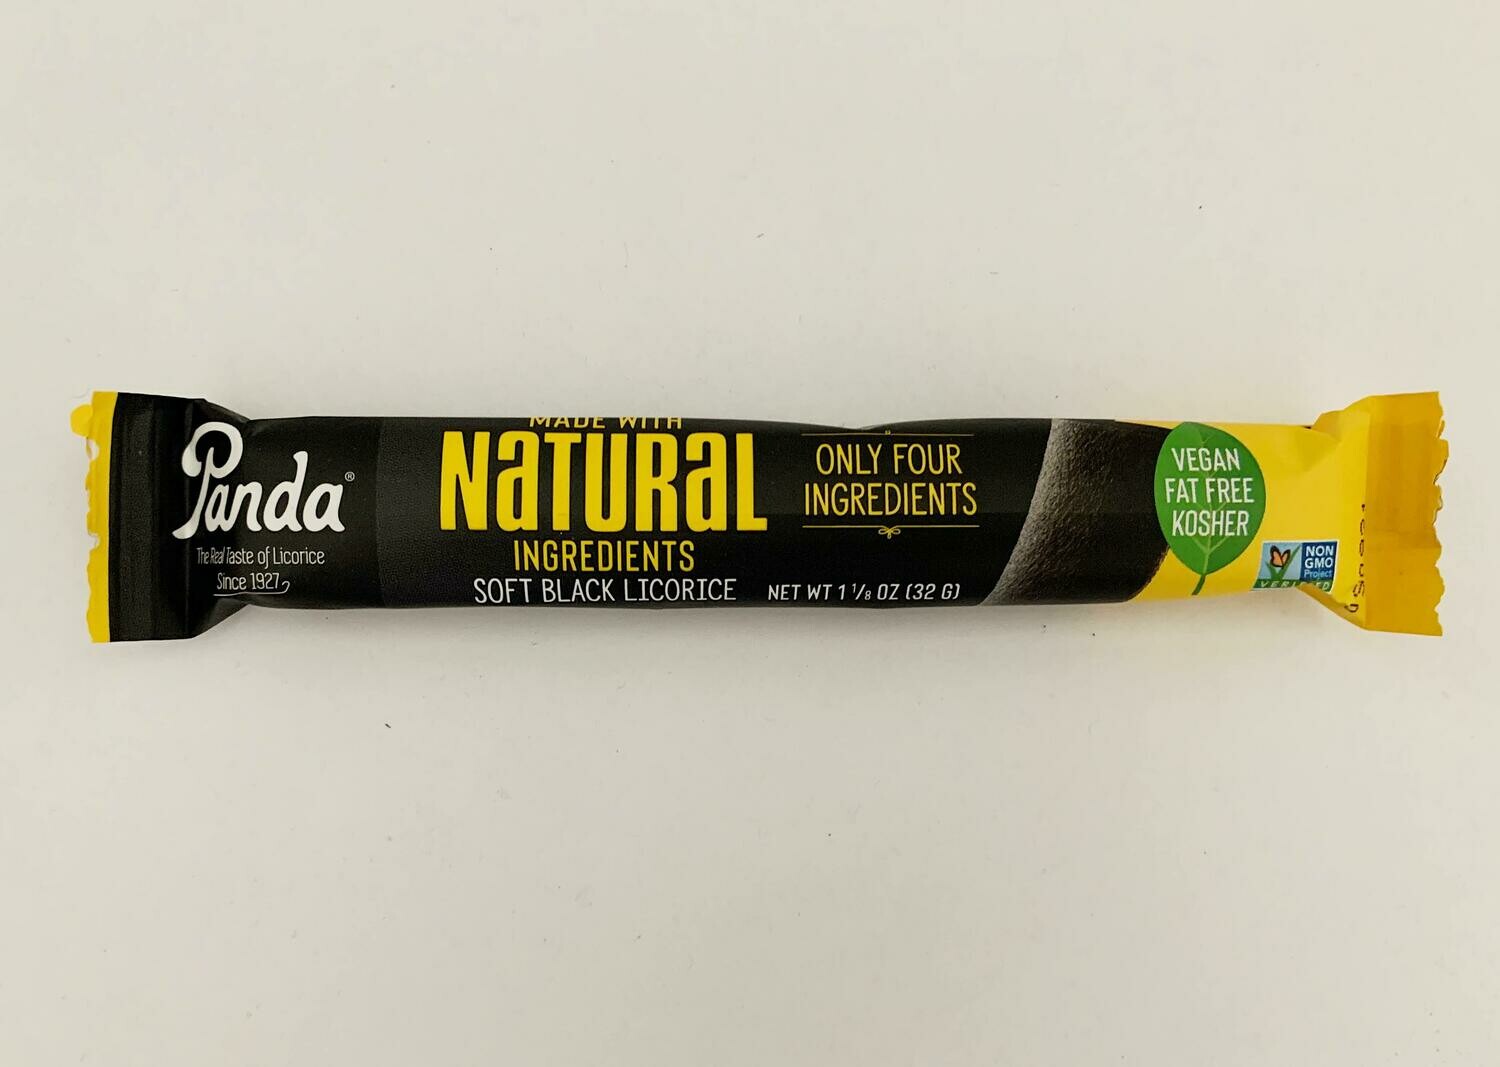 Panda®
The Real Taste of Licorice
Since 1927
MADE WITH
NaTURaL
INGREDIENTS
SOFT BLACK LICORICE
ONLY FOUR
INGREDIENTS
NET WT 1 1/8 OZ (32 G)
VEGAN
FAT FREE
KOSHER
NON
GMO
Project
VERIFIED